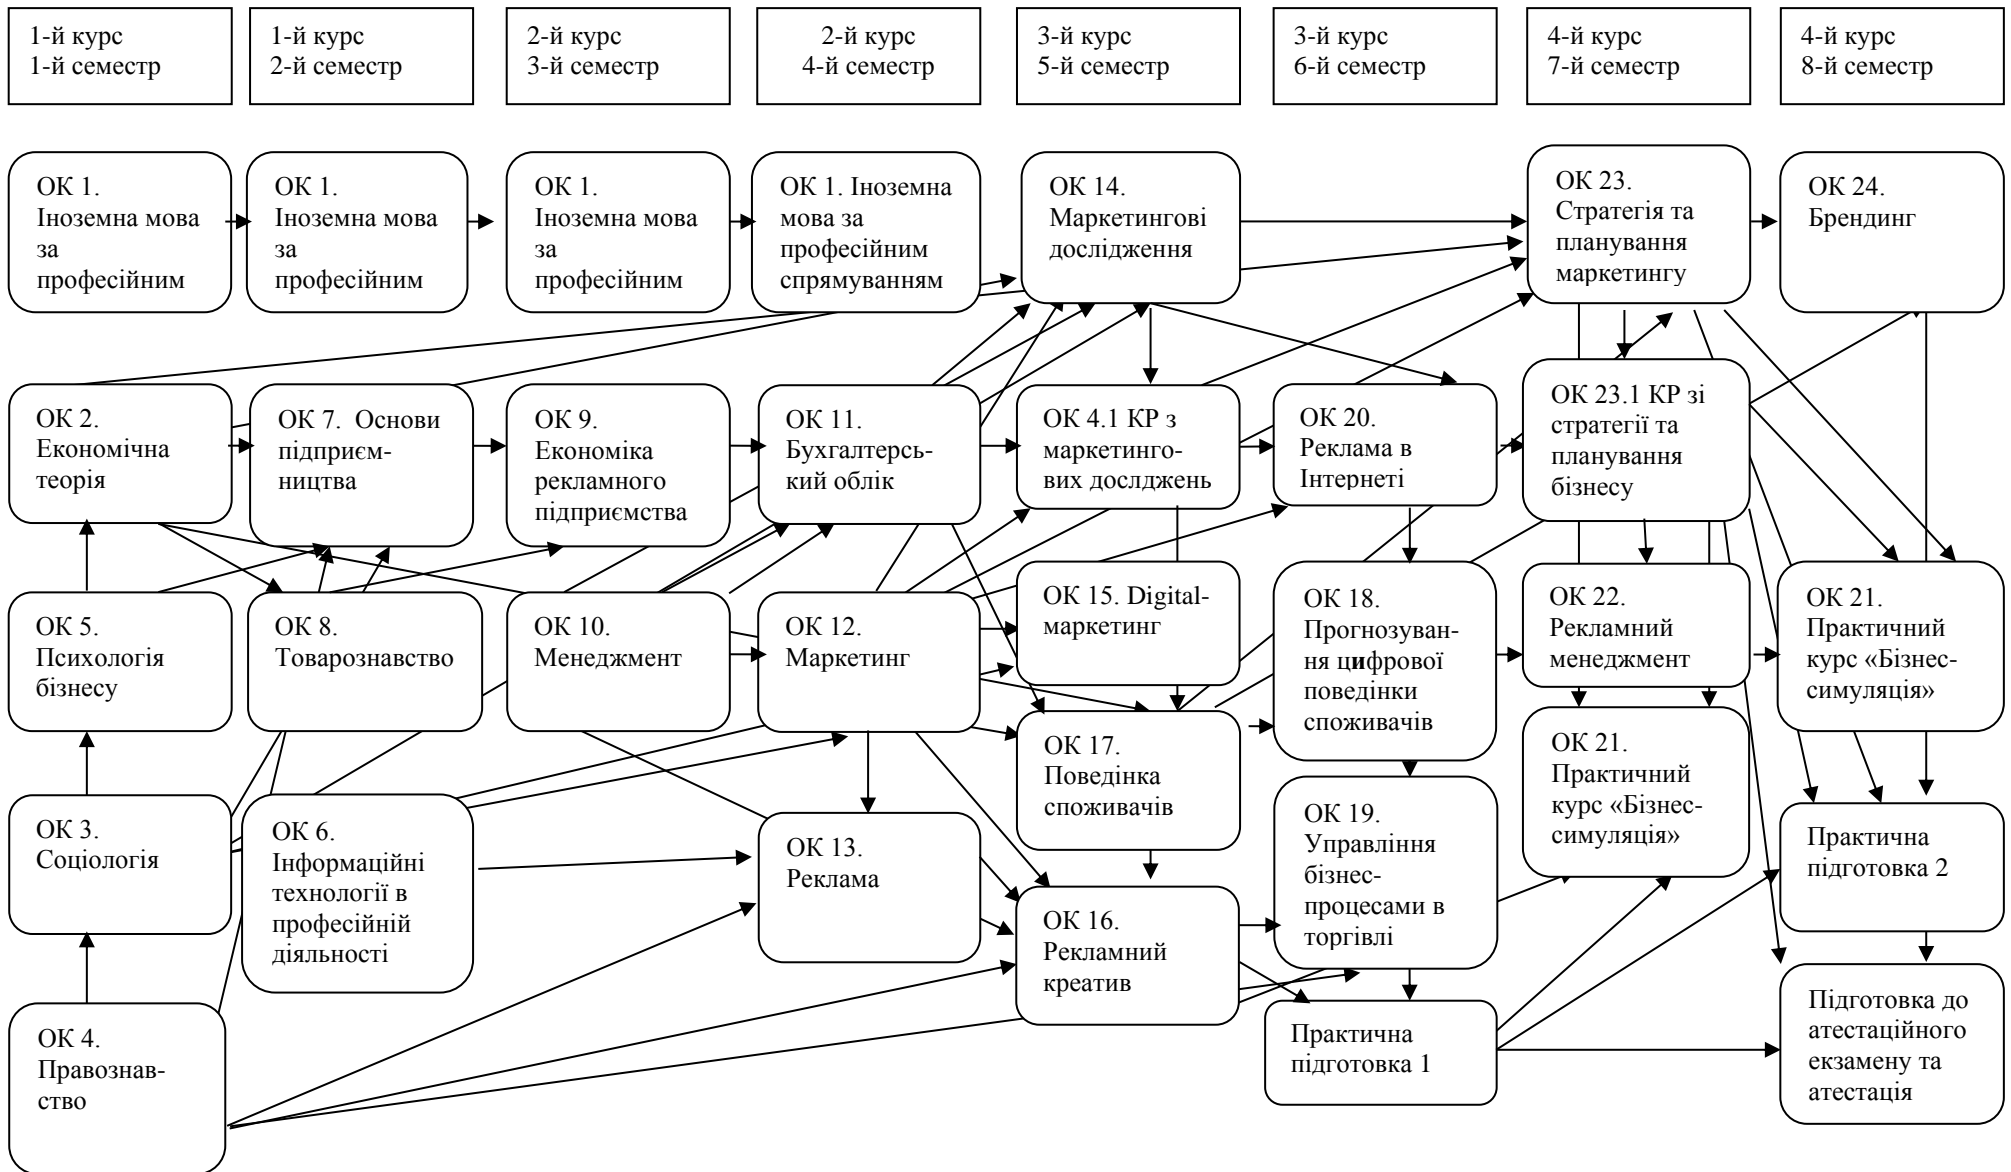 1-й курс
1-й семестр
1-й курс
2-й семестр
2-й курс
3-й семестр
2-й курс
4-й семестр
3-й курс
5-й семестр
3-й курс
6-й семестр
4-й курс
7-й семестр
4-й курс
8-й семестр
ОК 1.
Іноземна мова
за
професійним
ОК 1.
Іноземна мова
за
професійним
ОК 1.
Іноземна мова
за
професійним
ОК 1. Іноземна
мова за
професійним
спрямуванням
ОК 14.
Маркетингові
дослідження
ОК 23.
Стратегія та
планування
маркетингу
ОК 24.
Брендинг
ОК 2.
Економічна
теорія
ОК 7. Основи
підприєм-
ництва
ОК 9.
Економіка
рекламного
підприємства
ОК 11.
Бухгалтерсь-
кий облік
ОК 4.1 КР з
маркетинго-
вих дослджень
ОК 20.
Реклама в
Інтернеті
ОК 23.1 КР зі
стратегії та
планування
бізнесу
ОК 5.
Психологія
бізнесу
ОК 8.
Товарознавство
ОК 10.
Менеджмент
ОК 12.
Маркетинг
ОК 15. Digital-
маркетинг
ОК 18.
Прогнозуван-
ня цифрової
поведінки
споживачів
ОК 22.
Рекламний
менеджмент
ОК 21.
Практичний
курс «Бізнес-
симуляція»
ОК 3.
Соціологія
ОК 6.
Інформаційні
технології в
професійній
діяльності
ОК 13.
Реклама
ОК 17.
Поведінка
споживачів
ОК 19.
Управління
бізнес-
процесами в
торгівлі
ОК 21.
Практичний
курс «Бізнес-
симуляція»
Практична
підготовка 2
ОК 4.
Правознав-
ство
ОК 16.
Рекламний
креатив
Практична
підготовка 1
Підготовка до
атестаційного
екзамену та
атестація